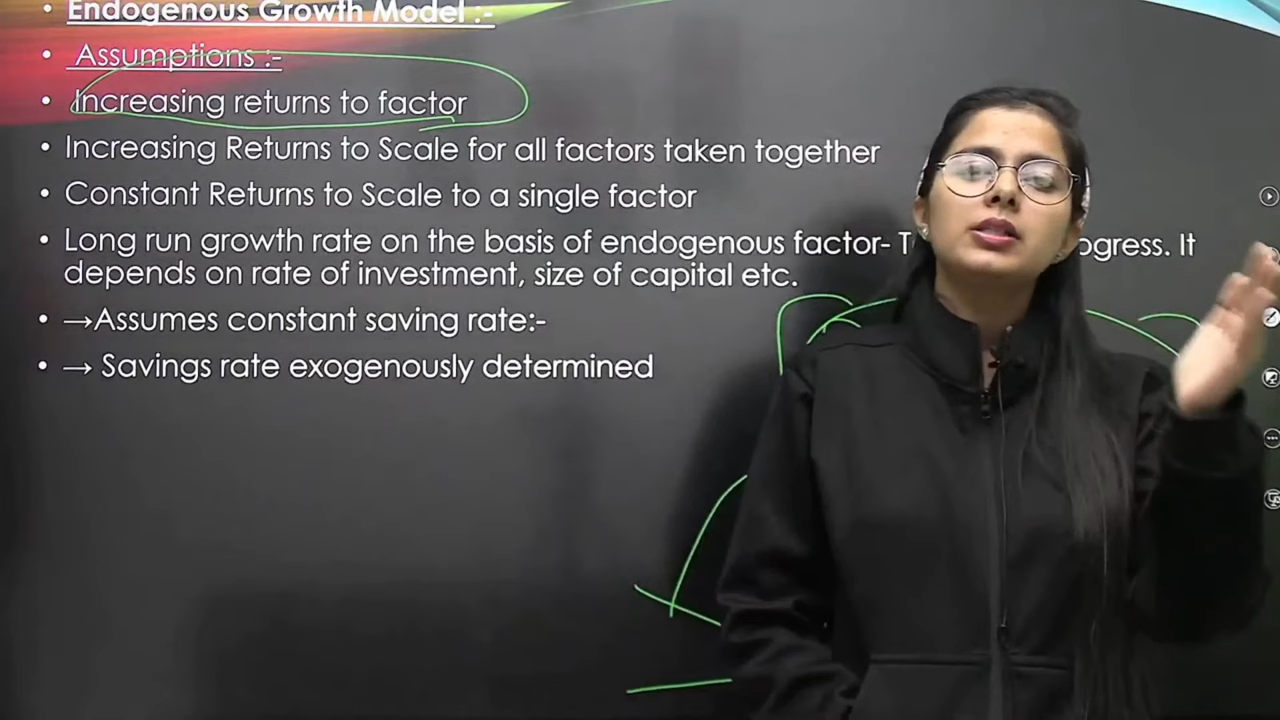 Endogenous Growth Model :-
Assumptions :-
Increasing returns to factor
Increasing Returns to Scale for all factors taken together
Constant Returns to Scale to a single factor
Long run growth rate on the basis of endogenous factor- ogress. It
depends on rate of investment, size of capital etc.
→Assumes constant saving rate:-
→ Savings rate exogenously determined